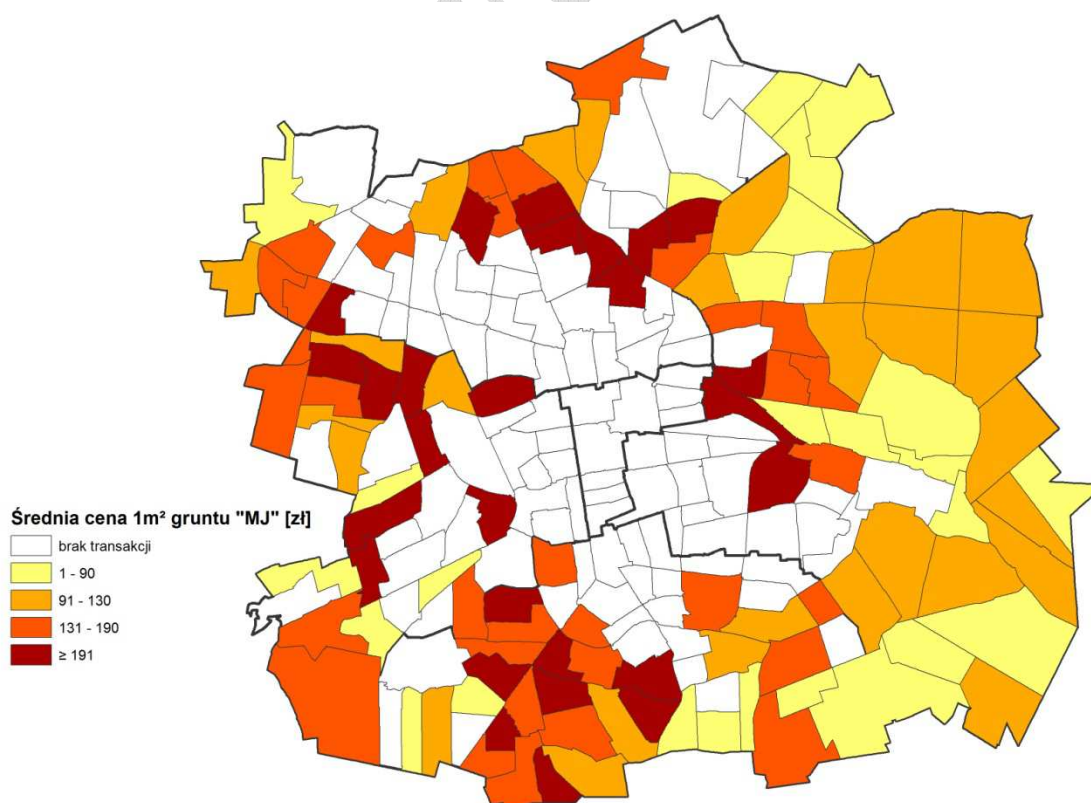 Średnia cena 1m² gruntu "MJ" [zł]
brak transakcji
1 - 90
91 - 130
131 - 190
≥ 191